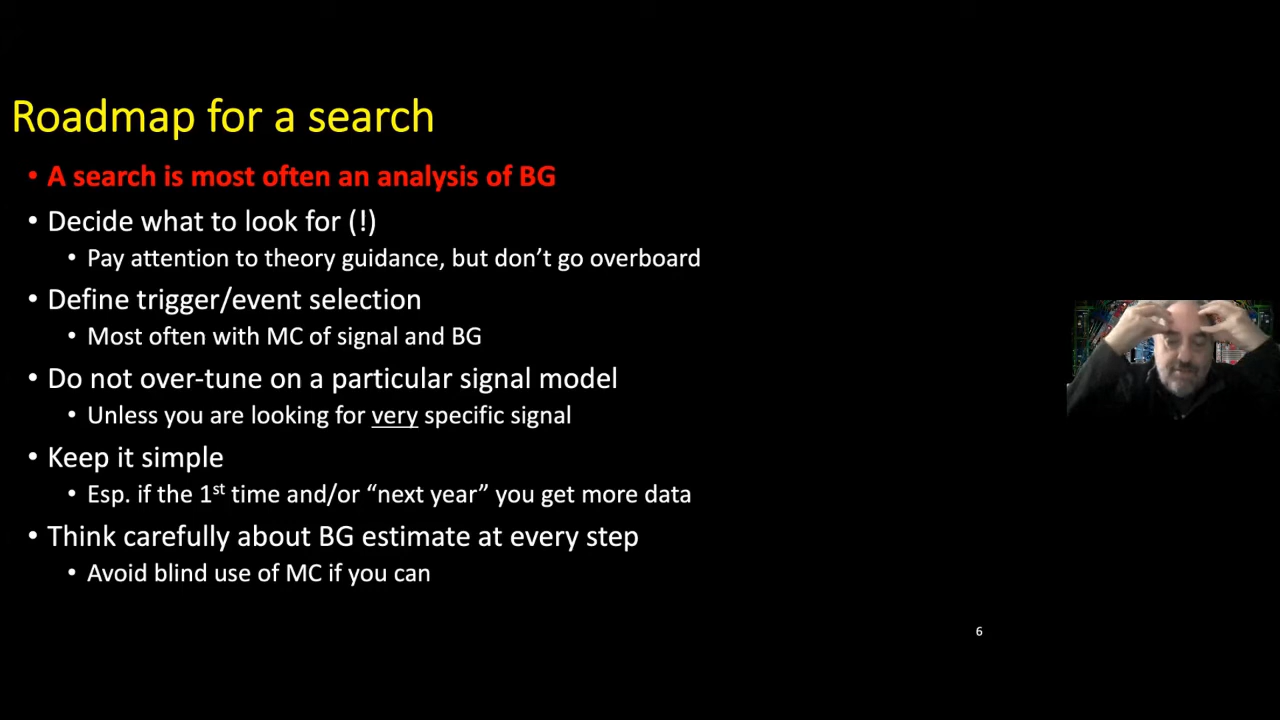 Roadmap for a search
• A search is most often an analysis of BG
• Decide what to look for (!)
• Pay attention to theory guidance, but don’t go overboard
• Define trigger/event selection
• Most often with MC of signal and BG
• Do not over-tune on a particular signal model
• Unless you are looking for very specific signal
• Keep it simple
• Esp. if the 1st time and/or “next year” you get more data
• Think carefully about BG estimate at every step
• Avoid blind use of MC if you can
6